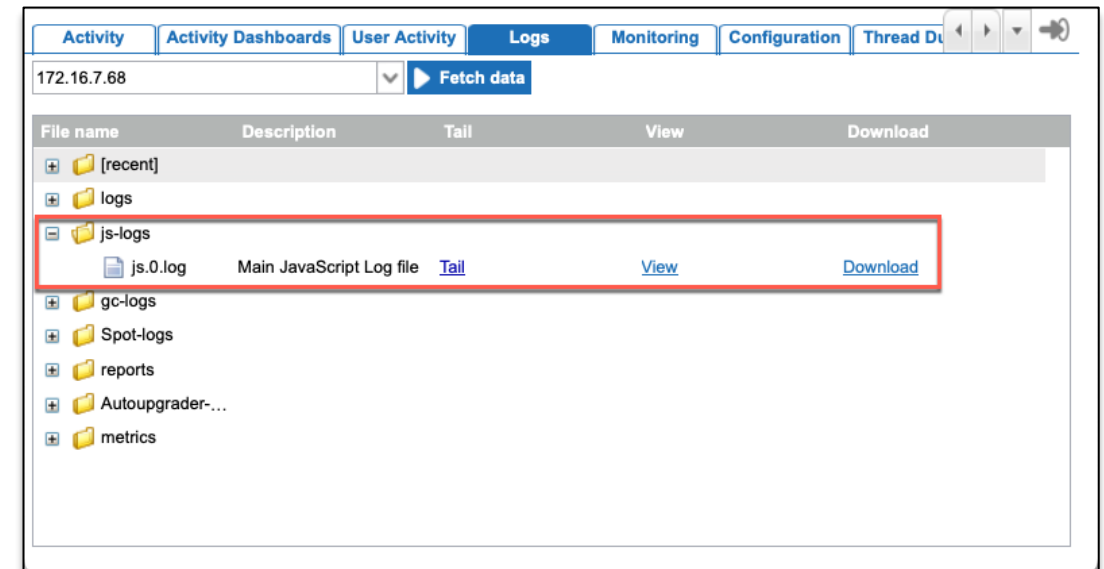 Activity Activity Dashboards User Activity Logs Monitoring Configuration Thread Du
172.16.7.68 Fetch data
File name Description Tail View Download
[recent]
logs
js-logs
js.0.log Main JavaScript Log file Tail View Download
gc-logs
Spot-logs
reports
Autoupgrader-...
metrics